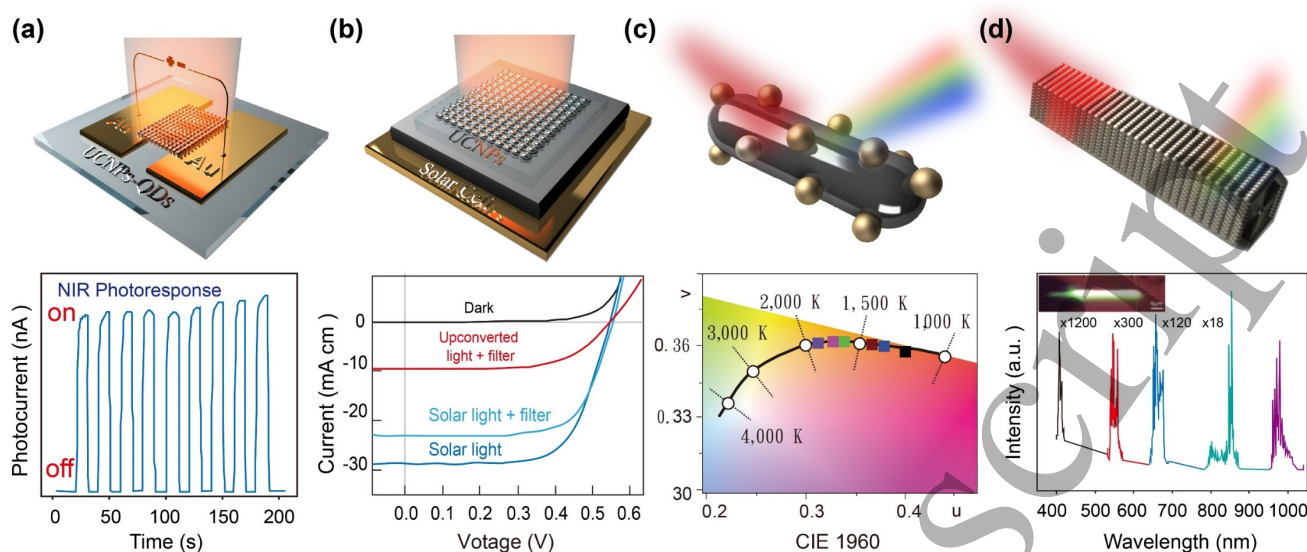 (a)
Au
Au
UCNPs-QDs
(b)
UCNPs
Solar Cell
(c)
(d)
NIR Photoresponse
on
off
Photocurrent (nA)
0 50 100 150 200
Time (s)
Dark
Upconverted
light + filter
Solar light + filter
Solar light
Current (mA cm)
0
-10
-20
-30
0.0 0.1 0.2 0.3 0.4 0.5 0.6
Votage (V)
v
0.36
0.33
30
2,000 K
1,500 K
1,000 K
3,000 K
4,000 K
0.2 0.3 0.4 u
CIE 1960
x1200 x300 x120 x18
Intensity (a.u. )
400 500 600 700 800 900 1000
Wavelength (nm)
script